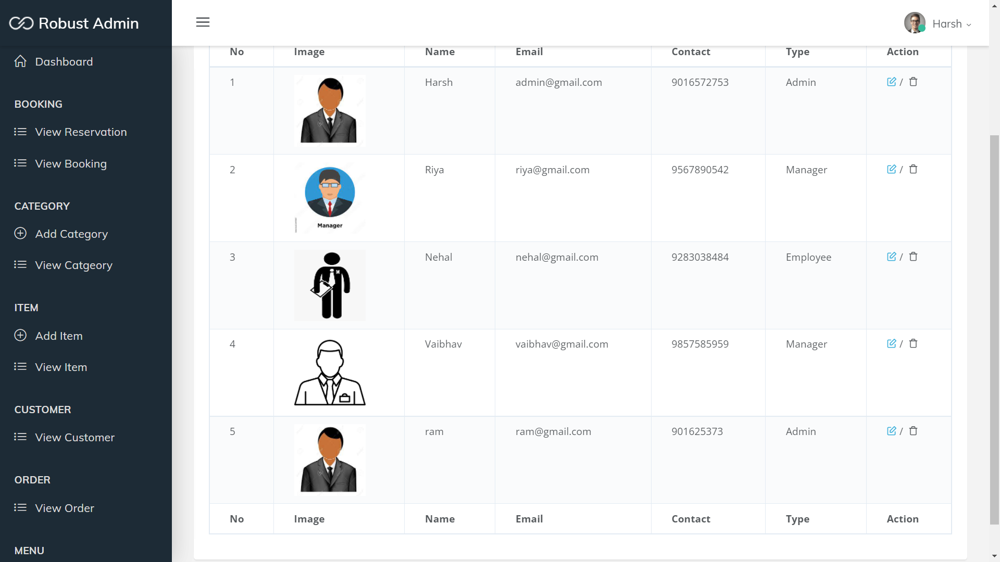 Robust Admin
Harsh
Dashboard
BOOKING
View Reservation
View Booking
CATEGORY
Add Category
View Catgeory
ITEM
Add Item
View Item
CUSTOMER
View Customer
ORDER
View Order
MENU
No Image Name Email Contact Type Action
1 Harsh admin@gmail.com 9016572753 Admin /
2 Riya riya@gmail.com 9567890542 Manager /
Manager
3 Nehal nehal@gmail.com 9283038484 Employee /
M
4 Vaibhav vaibhav@gmail.com 9857585959 Manager /
5 ram ram@gmail.com 901625373 Admin /
No Image Name Email Contact Type Action